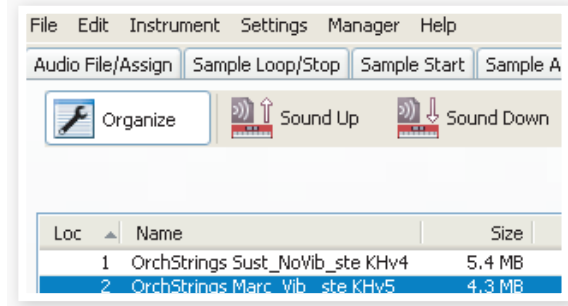 File Edit Instrument Settings Manager Help
Audio File/Assign Sample Loop/Stop Sample Start Sample A
Organize Sound Up Sound Down
Loc Name Size
1 OrchStrings Sust_NoVib_ste KHv4 5.4 MB
2 OrchStrings Marc_Vib_ste KHv5 4.3 MB